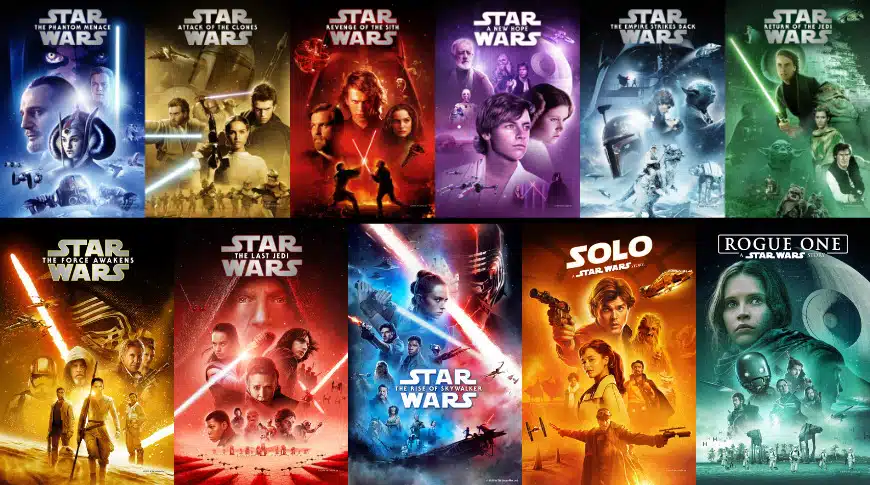 STAR
THE PHANTOM MENACE
WARS
STAR
ATTACK OF THE CLONES
WARS
STAR
REVENGE OF THE SITH
WARS
STAR
A NEW HOPE
WARS
STAR
THE EMPIRE STRIKES BACK
WARS
STAR
RETURN OF THE JEDI
WARS
STAR
THE FORCE AWAKENS
WARS
STAR
THE LAST JEDI
WARS
STAR
THE RISE OF SKYWALKER
WARS
SOLO
A STAR WARS STORY
ROGUE ONE
A STAR WARS STORY